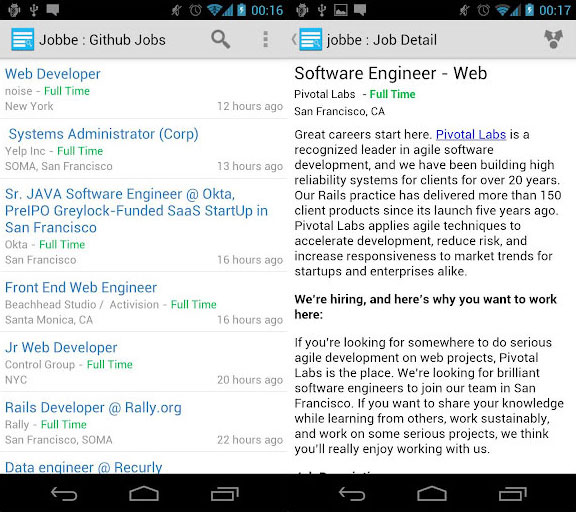 00:16
Jobbe : Github Jobs
Web Developer
noise - Full Time
New York 12 hours ago
Systems Administrator (Corp)
Yelp Inc - Full Time
SOMA, San Francisco 13 hours ago
Sr. JAVA Software Engineer @ Okta,
PreIPO Greylock-Funded SaaS StartUp in
San Francisco
Okta - Full Time
San Francisco 16 hours ago
Front End Web Engineer
Beachhead Studio / Activision - Full Time
Santa Monica, CA 16 hours ago
Jr Web Developer
Control Group - Full Time
NYC 20 hours ago
Rails Developer @ Rally.org
Rally - Full Time
San Francisco, SOMA 22 hours ago
Data engineer @ Recurly
00:17
jobbe : Job Detail
Software Engineer - Web
Pivotal Labs - Full Time
San Francisco, CA
Great careers start here. Pivotal Labs is a
recognized leader in agile software
development, and we have been building high
reliability systems for clients for over 20 years.
Our Rails practice has delivered more than 150
client products since its launch five years ago.
Pivotal Labs applies agile techniques to
accelerate development, reduce risk, and
increase responsiveness to market trends for
startups and enterprises alike.
We're hiring, and here's why you want to work
here:
If you're looking for somewhere to do serious
agile development on web projects, Pivotal
Labs is the place. We're looking for brilliant
software engineers to join our team in San
Francisco. If you want to share your knowledge
while learning from others, work sustainably,
and work on some serious projects, we think
you'll really enjoy working with us.